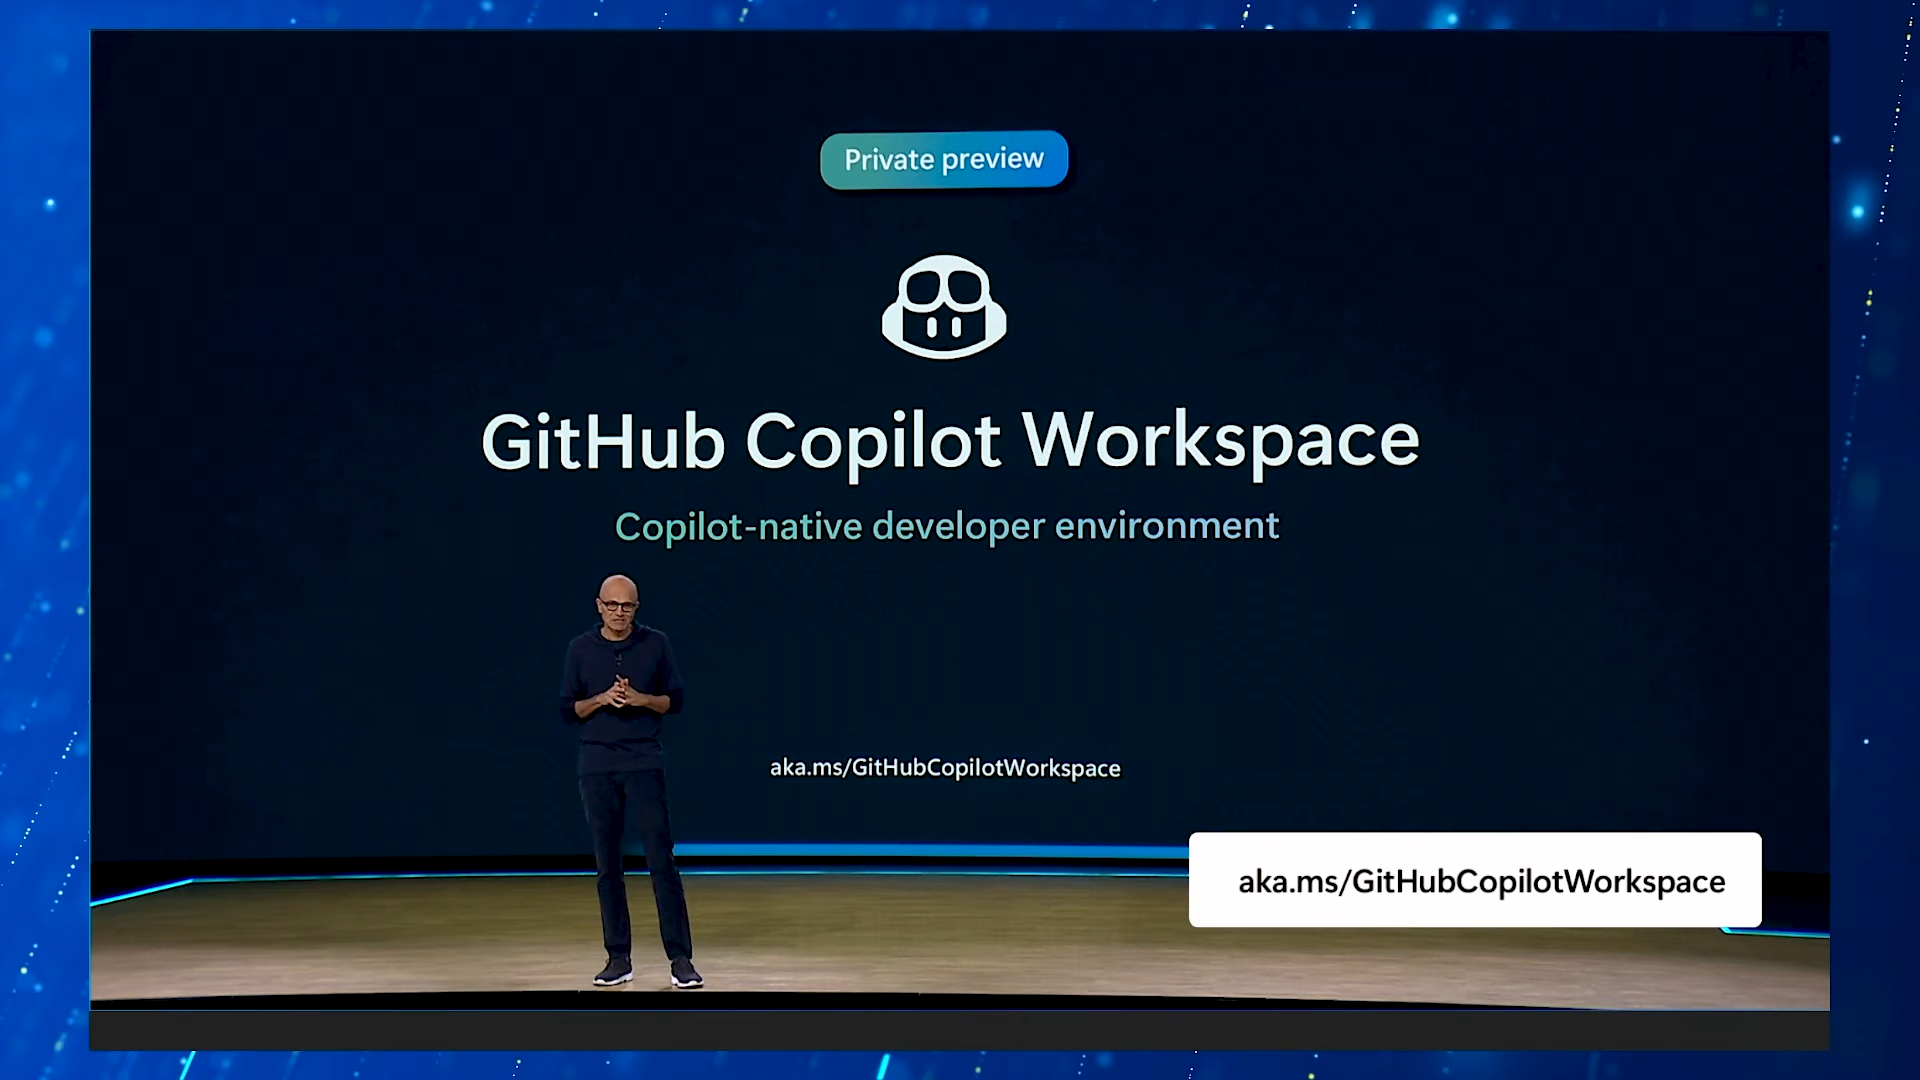 Private preview
GitHub Copilot Workspace
Copilot-native developer environment
aka.ms/GitHubCopilotWorkspace
aka.ms/GitHubCopilotWorkspace